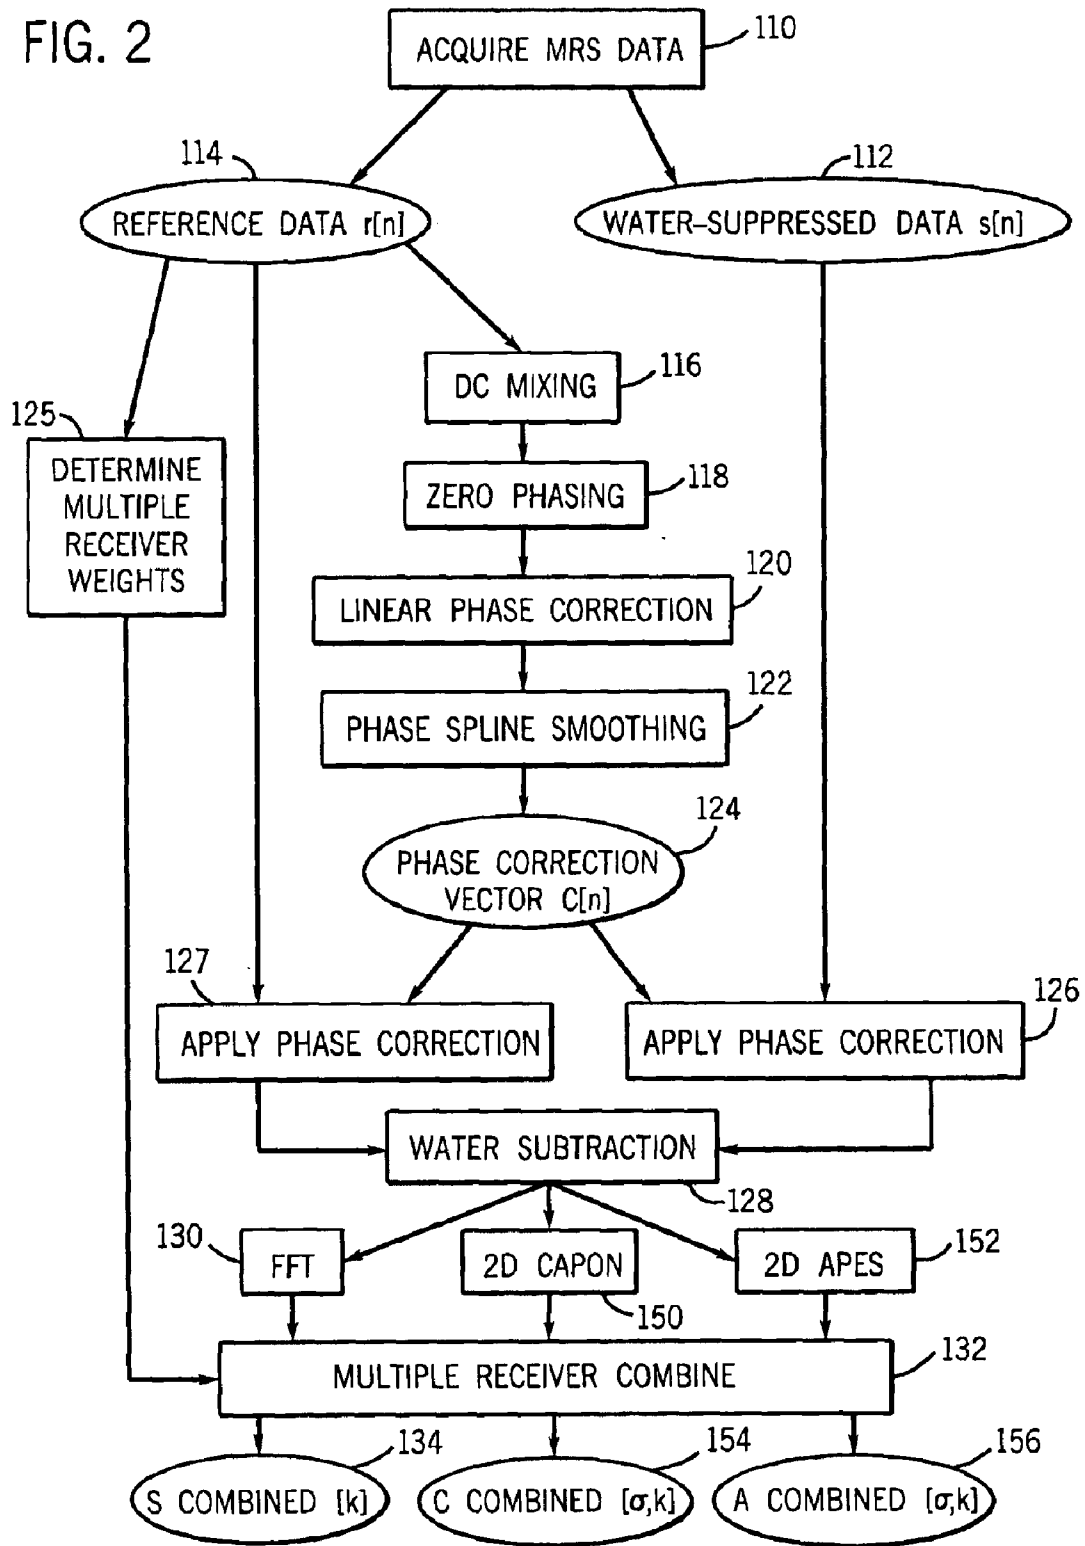 FIG. 2
ACQUIRE MRS DATA
110
114
REFERENCE DATA r[n]
112
WATER–SUPPRESSED DATA s[n]
DC MIXING
116
125
DETERMINE
MULTIPLE
RECEIVER
WEIGHTS
ZERO PHASING
118
LINEAR PHASE CORRECTION
120
PHASE SPLINE SMOOTHING
122
PHASE CORRECTION
VECTOR C[n]
124
127
APPLY PHASE CORRECTION
APPLY PHASE CORRECTION
126
WATER SUBTRACTION
128
130
FFT
2D CAPON
150
2D APES
152
MULTIPLE RECEIVER COMBINE
132
S COMBINED [k]
134
C COMBINED [σ,k]
154
A COMBINED [σ,k]
156